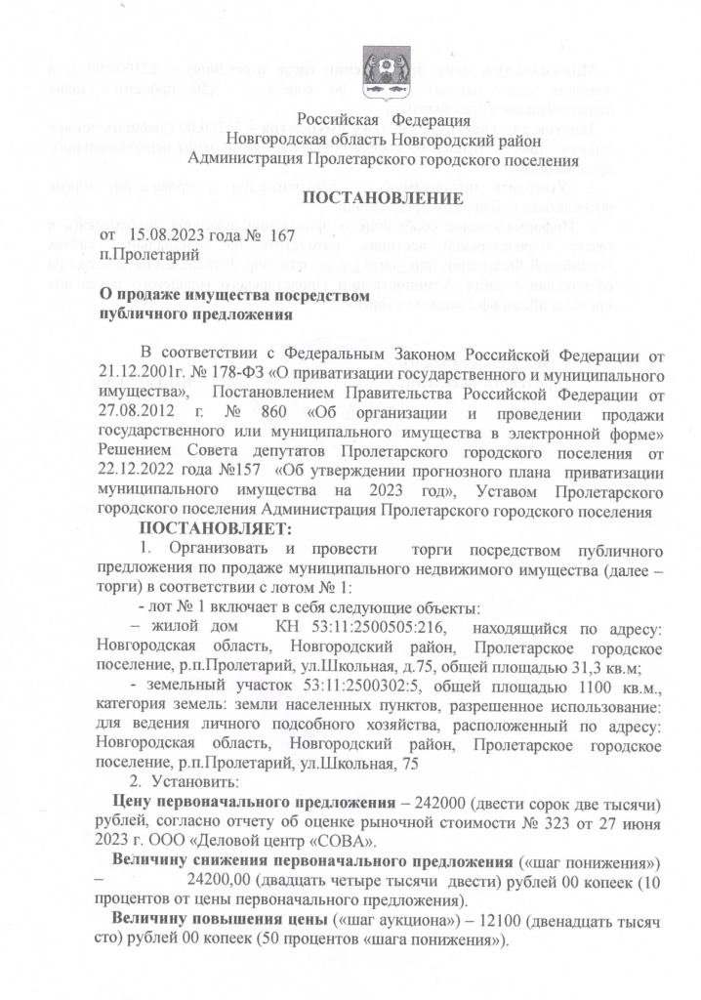 Российская Федерация
Новгородская область Новгородский район
Администрация Пролетарского городского поселения
ПОСТАНОВЛЕНИЕ
от 15.08.2023 года № 167
п.Пролетарий
О продаже имущества посредством
публичного предложения
В соответствии с Федеральным Законом Российской Федерации от
21.12.2001г. № 178-ФЗ «О приватизации государственного и муниципального
имущества», Постановлением Правительства Российской Федерации от
27.08.2012 г. № 860 «Об организации и проведении продажи
государственного или муниципального имущества в электронной форме»
Решением Совета депутатов Пролетарского городского поселения от
22.12.2022 года №157 «Об утверждении прогнозного плана приватизации
муниципального имущества на 2023 год», Уставом Пролетарского
городского поселения Администрация Пролетарского городского поселения
ПОСТАНОВЛЯЕТ:
1. Организовать и провести торги посредством публичного
предложения по продаже муниципального недвижимого имущества (далее –
торги) в соответствии с лотом № 1:
- лот № 1 включает в себя следующие объекты:
– жилой дом КН 53:11:2500505:216, находящийся по адресу:
Новгородская область, Новгородский район, Пролетарское городское
поселение, р.п.Пролетарий, ул.Школьная, д.75, общей площадью 31,3 кв.м;
- земельный участок 53:11:2500302:5, общей площадью 1100 кв.м.,
категория земель: земли населенных пунктов, разрешенное использование:
для ведения личного подсобного хозяйства, расположенный по адресу:
Новгородская область, Новгородский район, Пролетарское городское
поселение, р.п.Пролетарий, ул.Школьная, 75
2. Установить:
Цену первоначального предложения – 242000 (двести сорок две тысячи)
рублей, согласно отчету об оценке рыночной стоимости № 323 от 27 июня
2023 г. ООО «Деловой центр «СОВА».
Величину снижения первоначального предложения («шаг понижения»)
– 24200,00 (двадцать четыре тысячи двести) рублей 00 копеек (10
процентов от цены первоначального предложения).
Величину повышения цены («шаг аукциона») – 12100 (двенадцать тысяч
сто) рублей 00 копеек (50 процентов «шага понижения»).